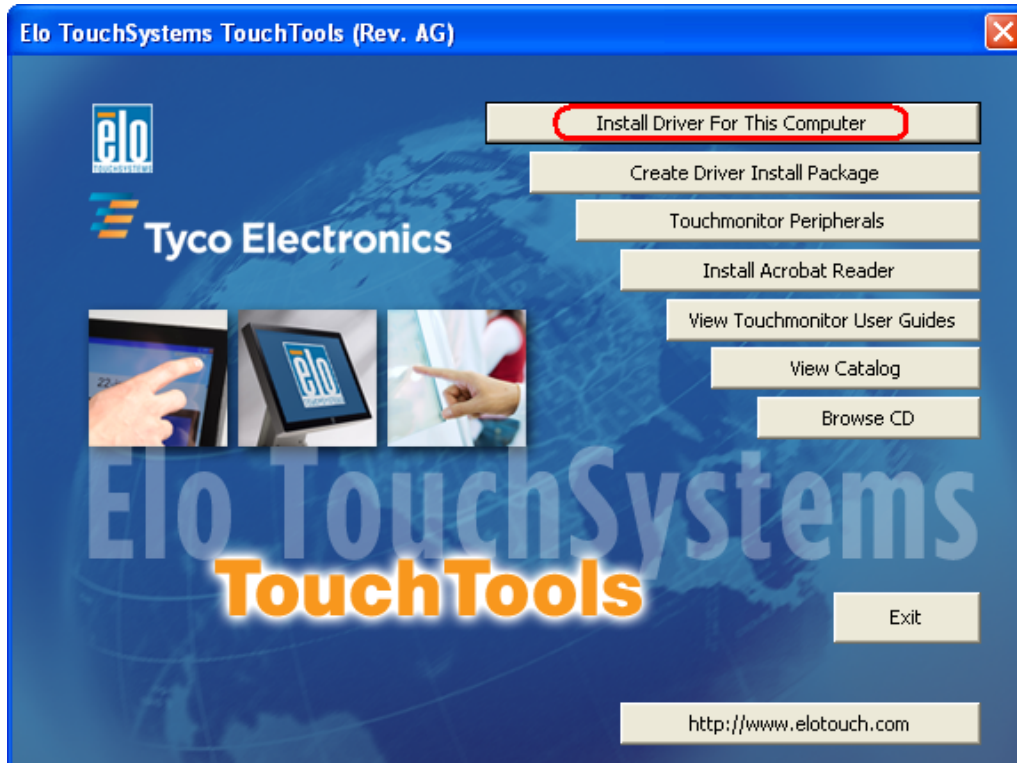 Elo TouchSystems TouchTools (Rev. AG)
elo
TOUCHSYSTEMS
Tyco Electronics
Install Driver For This Computer
Create Driver Install Package
Touchmonitor Peripherals
Install Acrobat Reader
View Touchmonitor User Guides
View Catalog
Browse CD
22
ēlo
Elo TouchSystems
TouchTools
Exit
http://www.elotouch.com